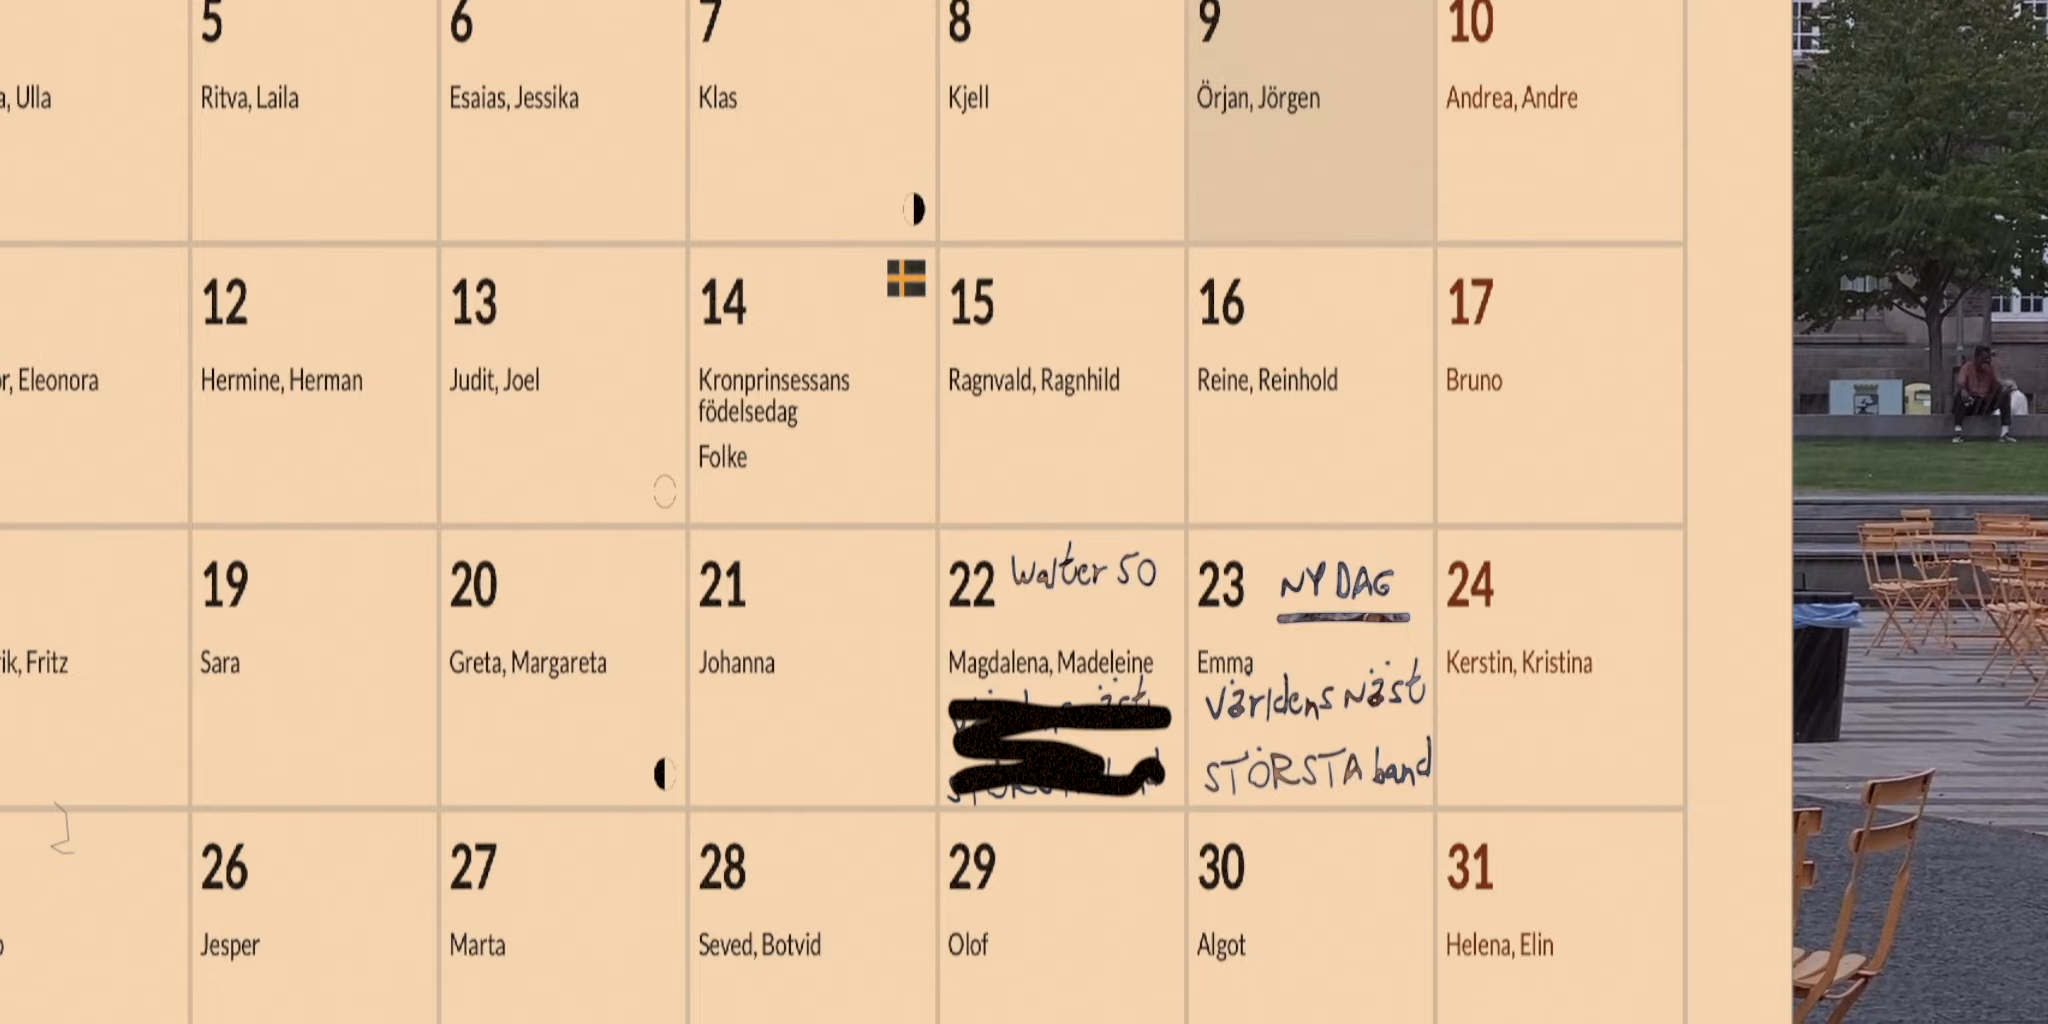 5 6 7 8 9 10
Ulla Ritva, Laila Esaias, Jessika Klas Kjell Örjan, Jörgen Andrea, Andre
12 13 14 15 16 17
Eleonora Hermine, Herman Judit, Joel Kronprinsessans Ragnvald, Ragnhild Reine, Reinhold Bruno
födelsedag
Folke
19 20 21 22 Walter 50 23 NY DAG 24
Fritz Sara Greta, Margareta Johanna Magdalena, Madeleine Emma Kerstin, Kristina
världens NäST
STÖRSTA band
26 27 28 29 30 31
Jesper Marta Seved, Botvid Olof Algot Helena, Elin